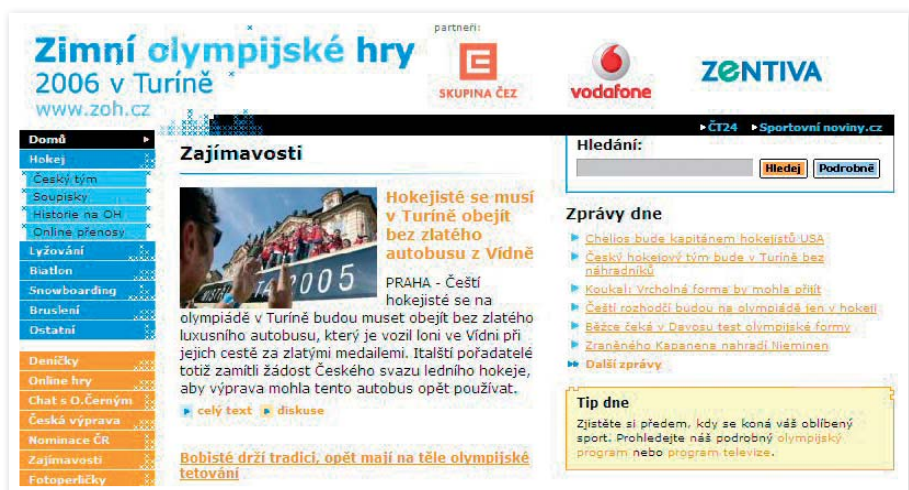 partneři:
Zimní olympijské hry
2006 v Turíně
www.zoh.cz
SKUPINA ČEZ
vodafone
ZENTIVA
ČT24 Sportovní noviny.cz
Domů
Hokej
Český tým
Soupisky
Historie na OH
Online přenosy
Lyžování
Biatlon
Snowboarding
Bruslení
Ostatní
Deníčky
Online hry
Chat s O.Černým
Česká výprava
Nominace ČR
Zajímavosti
Fotoperličky
Zajímavosti
2005
Hokejisté se musí
v Turíně obejít
bez zlatého
autobusu z Vídně
PRAHA - Čeští
hokejisté se na
olympiádě v Turíně budou muset obejít bez zlatého
luxusního autobusu, který je vozil loni ve Vídni při
jejich cestě za zlatými medailemi. Italští pořadatelé
totiž zamítli žádost Českého svazu ledního hokeje,
aby výprava mohla tento autobus opět používat.
celý text diskuse
Bobisté drží tradici, opět mají na těle olympijské
tetování
Hledání:
Hledej Podrobně
Zprávy dne
Chelios bude kapitánem hokejistů USA
Český hokejový tým bude v Turíně bez
náhradníků
Koukal: Vrcholná forma by mohla přijít
Čeští rozhodčí budou na olympiádě jen v hokeji
Běžce čeká v Davosu test olympijské formy
Zraněného Kapanena nahradí Nieminen
Další zprávy
Tip dne
Zjistěte si předem, kdy se koná váš oblíbený
sport. Prohledejte náš podrobný olympijský
program nebo program televize.